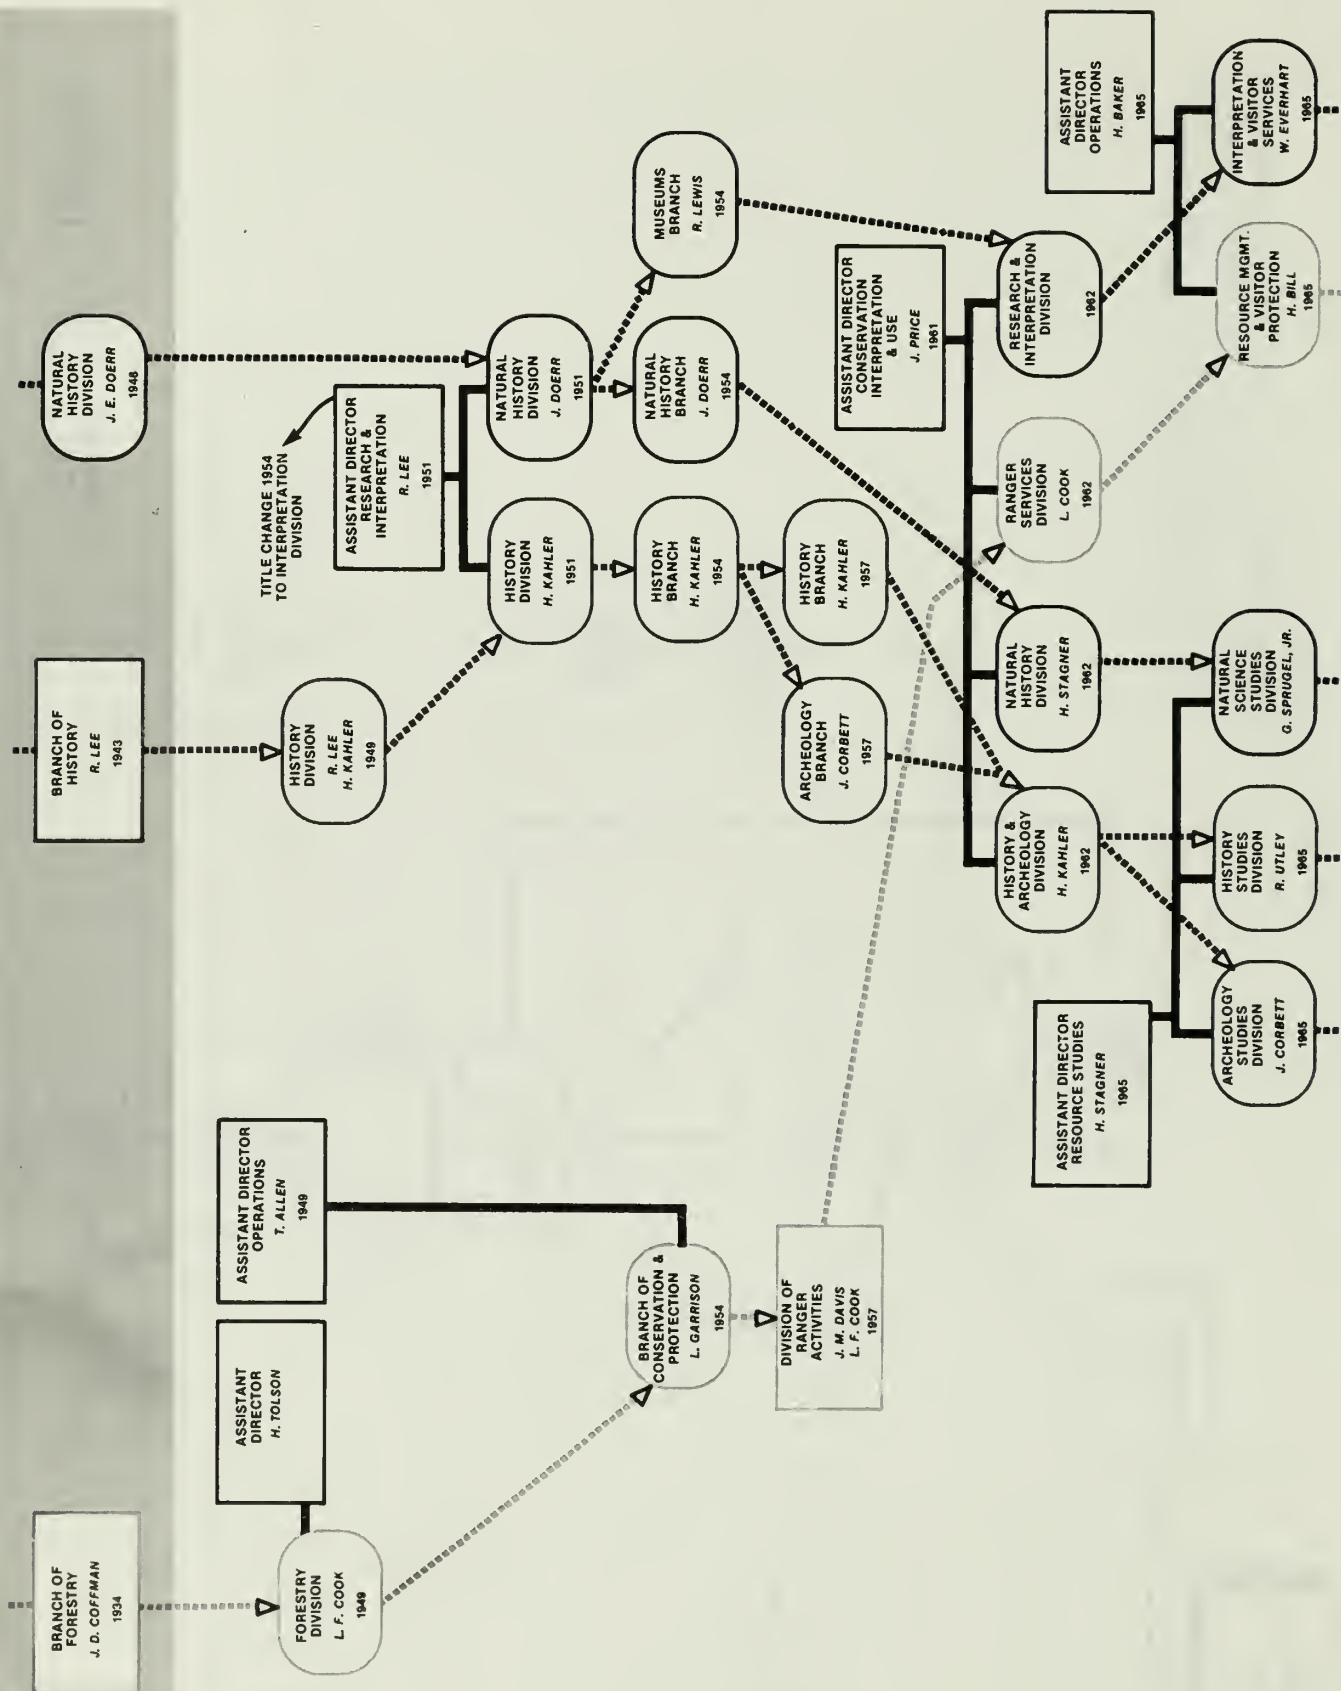 BRANCH OF
FORESTRY
J. D. COFFMAN
1934
BRANCH OF
HISTORY
R. LEE
1943
NATURAL
HISTORY
DIVISION
J. E. DOERR
1946
ASSISTANT
DIRECTOR
H. TOLSON
ASSISTANT DIRECTOR
OPERATIONS
T. ALLEN
1949
FORESTRY
DIVISION
L. F. COOK
1949
HISTORY
DIVISION
R. LEE
H. KAHLER
1949
TITLE CHANGE 1954
TO INTERPRETATION
DIVISION
ASSISTANT DIRECTOR
RESEARCH &
INTERPRETATION
R. LEE
1951
HISTORY
DIVISION
H. KAHLER
1951
NATURAL
HISTORY
DIVISION
J. DOERR
1951
BRANCH OF
CONSERVATION &
PROTECTION
L. GARRISON
1954
HISTORY
BRANCH
H. KAHLER
1954
NATURAL
HISTORY
BRANCH
J. DOERR
1954
MUSEUMS
BRANCH
R. LEWIS
1954
DIVISION OF
RANGER
ACTIVITIES
J. M. DAVIS
L. F. COOK
1957
ARCHEOLOGY
BRANCH
J. CORBETT
1957
HISTORY
BRANCH
H. KAHLER
1957
ASSISTANT DIRECTOR
CONSERVATION
INTERPRETATION
& USE
J. PRICE
1961
HISTORY &
ARCHEOLOGY
DIVISION
H. KAHLER
1962
NATURAL
HISTORY
DIVISION
H. STAGNER
1962
RANGER
SERVICES
DIVISION
L. COOK
1962
RESEARCH &
INTERPRETATION
DIVISION
1962
ASSISTANT DIRECTOR
RESOURCE STUDIES
H. STAGNER
1965
ASSISTANT
DIRECTOR
OPERATIONS
H. BAKER
1965
ARCHEOLOGY
STUDIES
DIVISION
J. CORBETT
1965
HISTORY
STUDIES
DIVISION
R. UTLEY
1965
NATURAL
SCIENCE
STUDIES
DIVISION
G. SPRUGEL, JR.
RESOURCE MGMT.
& VISITOR
PROTECTION
H. BILL
1965
INTERPRETATION
& VISITOR
SERVICES
W. EVERHART
1965